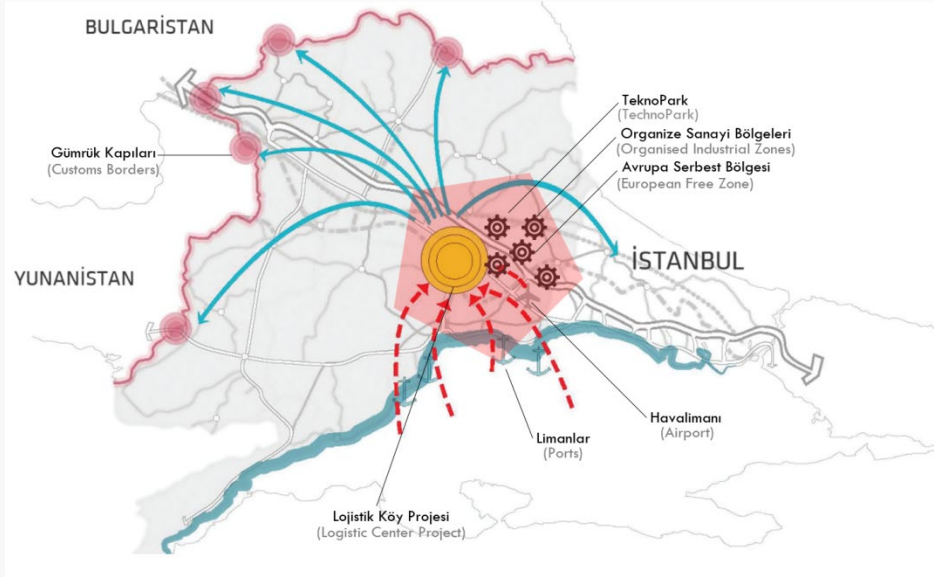 BULGARİSTAN
TeknoPark
(TechnoPark)
Organize Sanayi Bölgeleri
(Organised Industrial Zones)
Avrupa Serbest Bölgesi
(European Free Zone)
Gümrük Kapıları
(Customs Borders)
İSTANBUL
YUNANİSTAN
Havalimanı
(Airport)
Limanlar
(Ports)
Lojistik Köy Projesi
(Logistic Center Project)